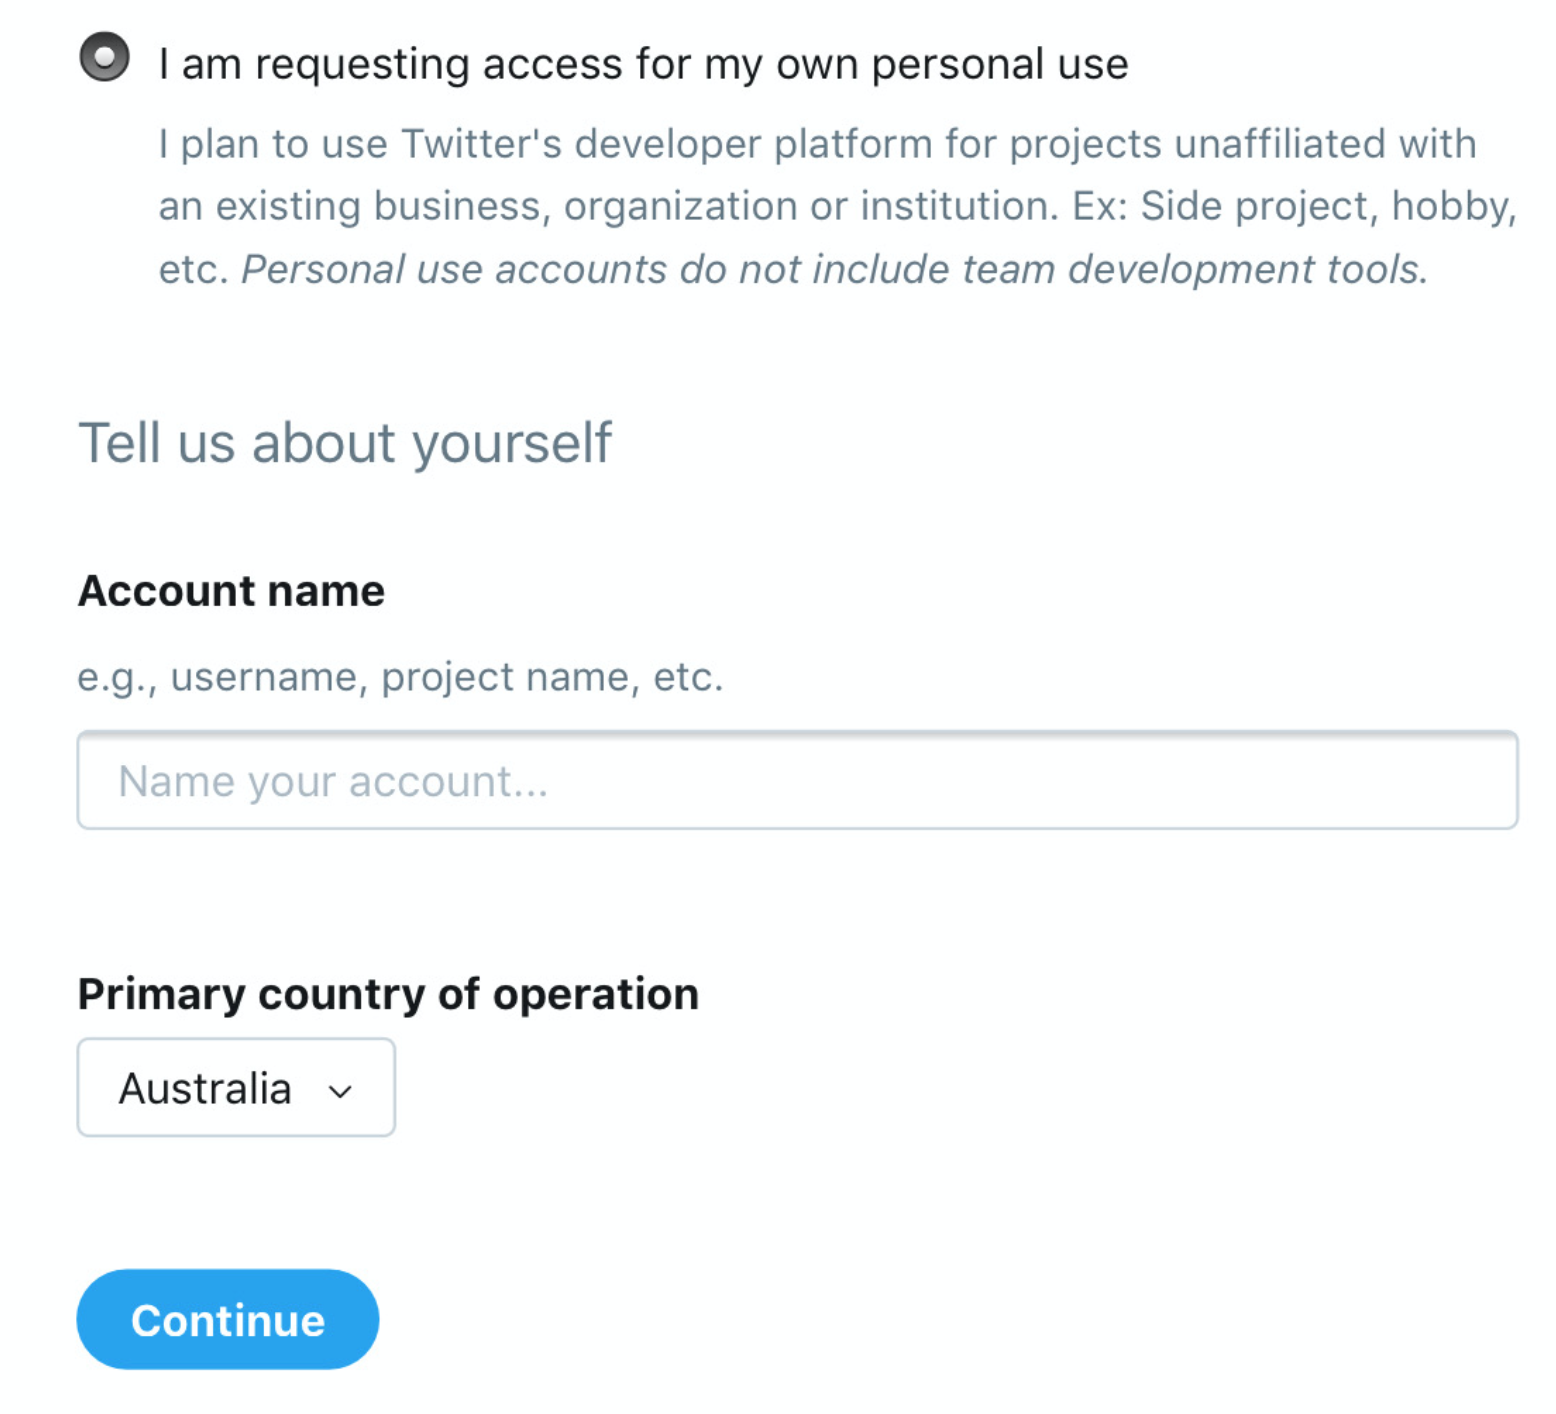 I am requesting access for my own personal use
I plan to use Twitter's developer platform for projects unaffiliated with
an existing business, organization or institution. Ex: Side project, hobby,
etc. Personal use accounts do not include team development tools.
Tell us about yourself
Account name
e.g., username, project name, etc.
Name your account...
Primary country of operation
Australia
Continue